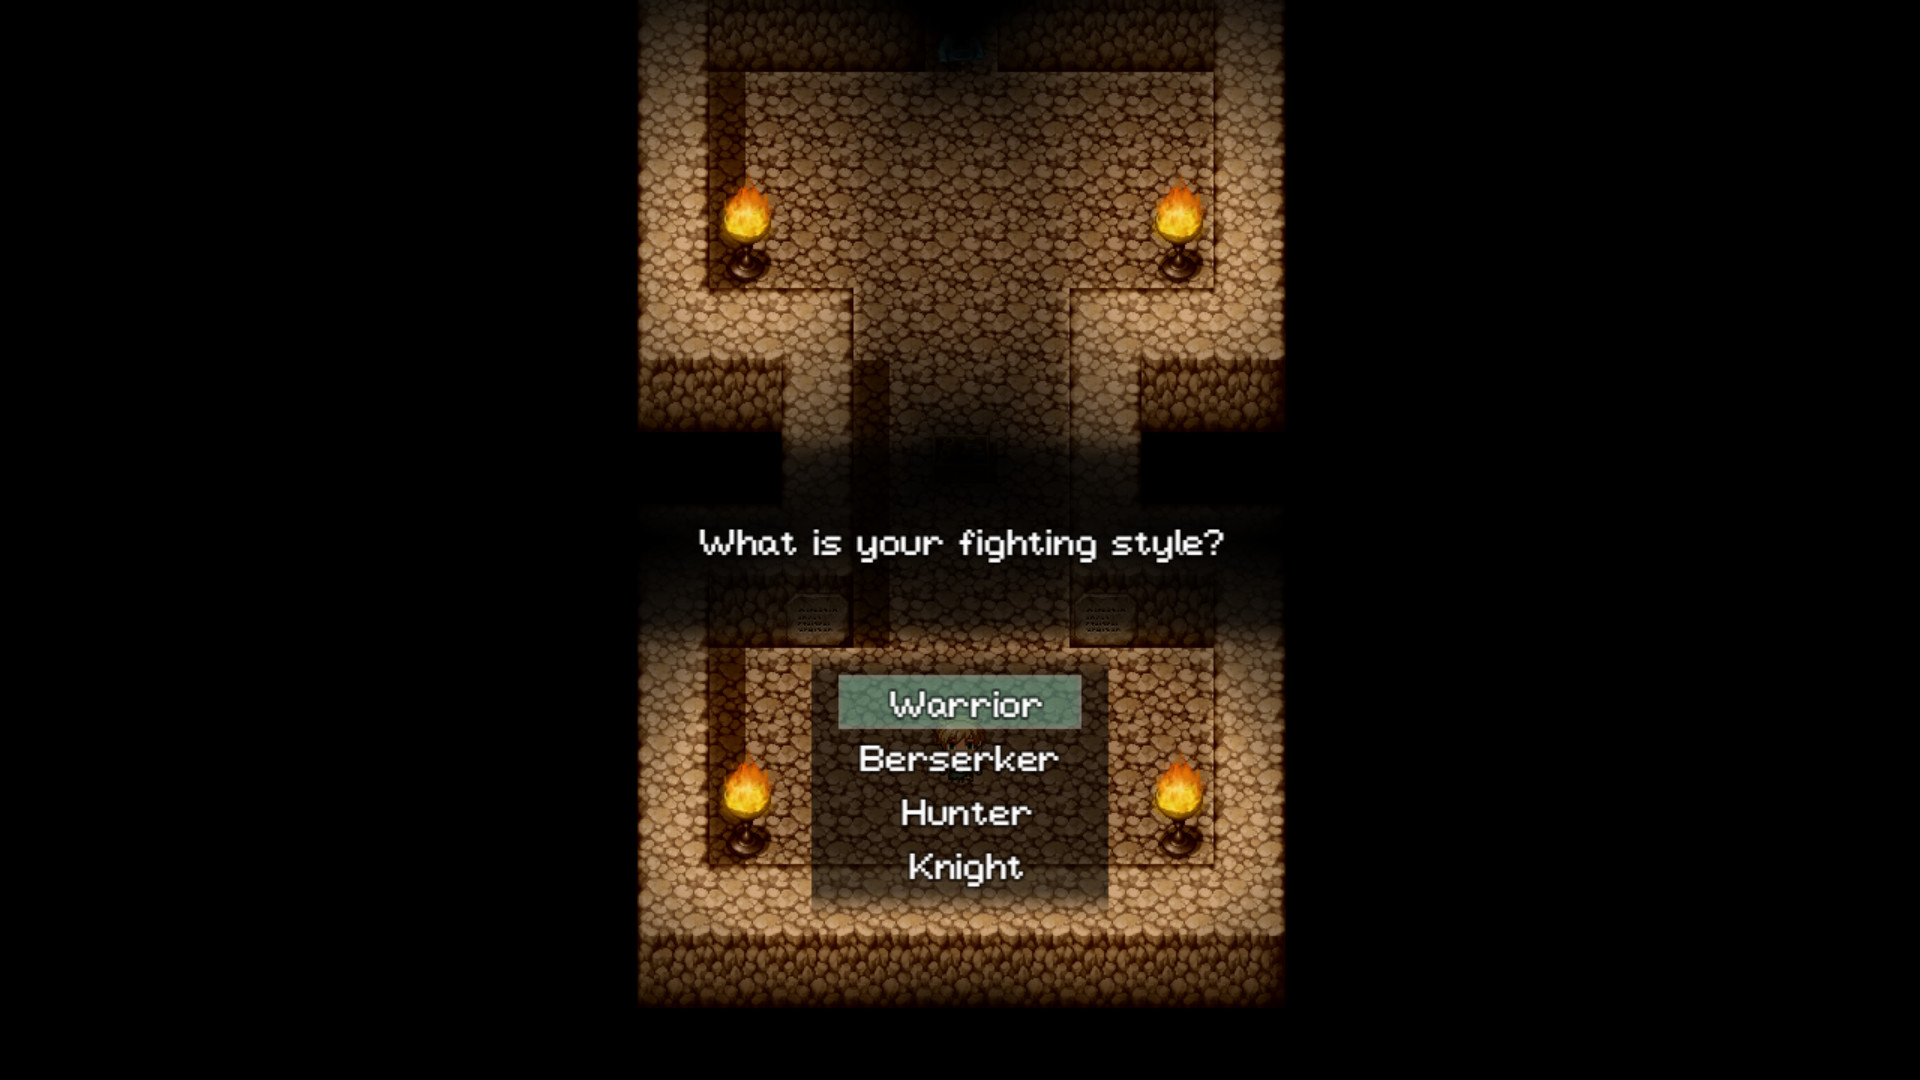 What is your fighting style?
Warrior
Berserker
Hunter
Knight